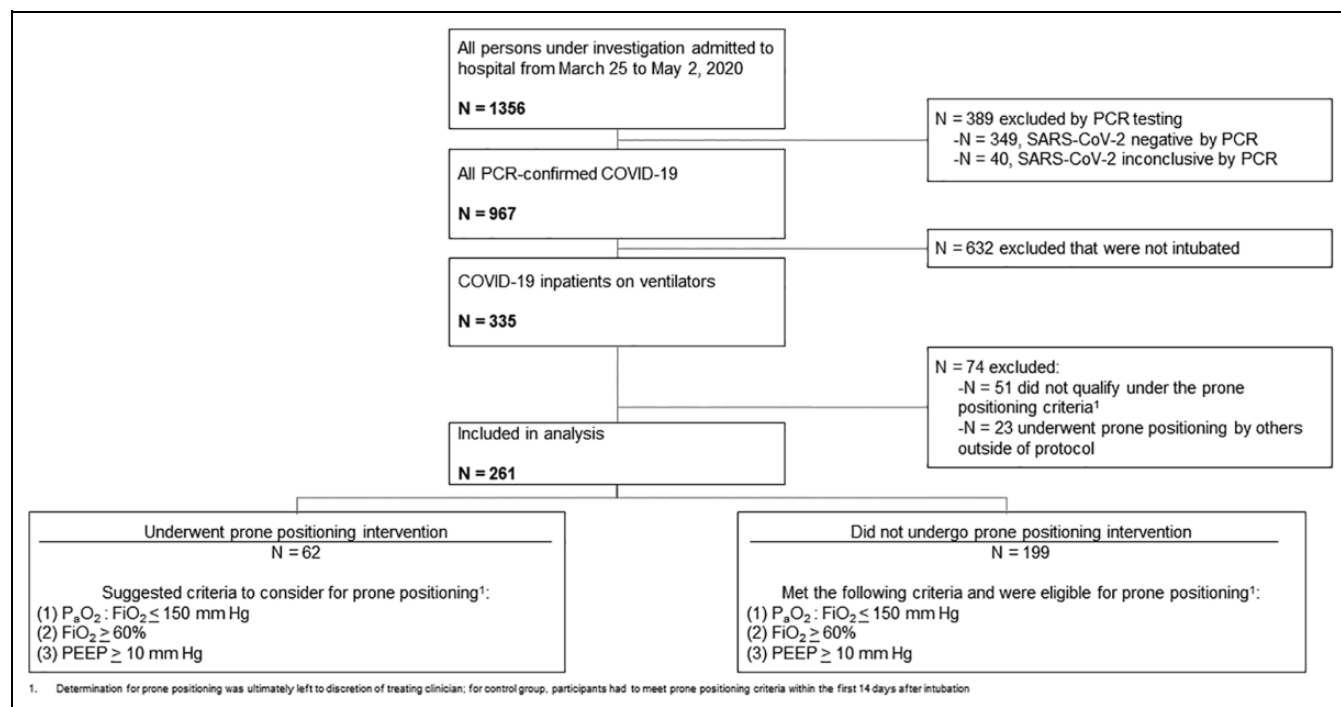 All persons under investigation admitted to
hospital from March 25 to May 2, 2020
N = 1356
N = 389 excluded by PCR testing
-N = 349, SARS-CoV-2 negative by PCR
-N = 40, SARS-CoV-2 inconclusive by PCR
All PCR-confirmed COVID-19
N = 967
N = 632 excluded that were not intubated
COVID-19 inpatients on ventilators
N = 335
N = 74 excluded:
-N = 51 did not qualify under the prone
positioning criteria¹
-N = 23 underwent prone positioning by others
outside of protocol
Included in analysis
N = 261
Underwent prone positioning intervention
N = 62
Suggested criteria to consider for prone positioning¹:
(1) PₐO₂ : FiO₂ ≤ 150 mm Hg
(2) FiO₂ ≥ 60%
(3) PEEP ≥ 10 mm Hg
Did not undergo prone positioning intervention
N = 199
Met the following criteria and were eligible for prone positioning¹:
(1) PₐO₂ : FiO₂ ≤ 150 mm Hg
(2) FiO₂ ≥ 60%
(3) PEEP ≥ 10 mm Hg
1. Determination for prone positioning was ultimately left to discretion of treating clinician; for control group, participants had to meet prone positioning criteria within the first 14 days after intubation